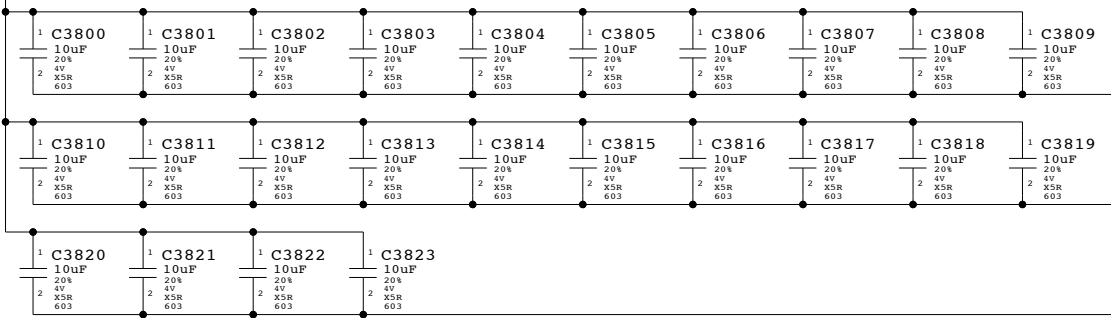 1 C3800 1 C3801 1 C3802 1 C3803 1 C3804 1 C3805 1 C3806 1 C3807 1 C3808 1 C3809
10uF 10uF 10uF 10uF 10uF 10uF 10uF 10uF 10uF 10uF
20% 20% 20% 20% 20% 20% 20% 20% 20% 20%
4V 4V 4V 4V 4V 4V 4V 4V 4V 4V
2 X5R 2 X5R 2 X5R 2 X5R 2 X5R 2 X5R 2 X5R 2 X5R 2 X5R 2 X5R
603 603 603 603 603 603 603 603 603 603
1 C3810 1 C3811 1 C3812 1 C3813 1 C3814 1 C3815 1 C3816 1 C3817 1 C3818 1 C3819
10uF 10uF 10uF 10uF 10uF 10uF 10uF 10uF 10uF 10uF
20% 20% 20% 20% 20% 20% 20% 20% 20% 20%
4V 4V 4V 4V 4V 4V 4V 4V 4V 4V
2 X5R 2 X5R 2 X5R 2 X5R 2 X5R 2 X5R 2 X5R 2 X5R 2 X5R 2 X5R
603 603 603 603 603 603 603 603 603 603
1 C3820 1 C3821 1 C3822 1 C3823
10uF 10uF 10uF 10uF
20% 20% 20% 20%
4V 4V 4V 4V
2 X5R 2 X5R 2 X5R 2 X5R
603 603 603 603